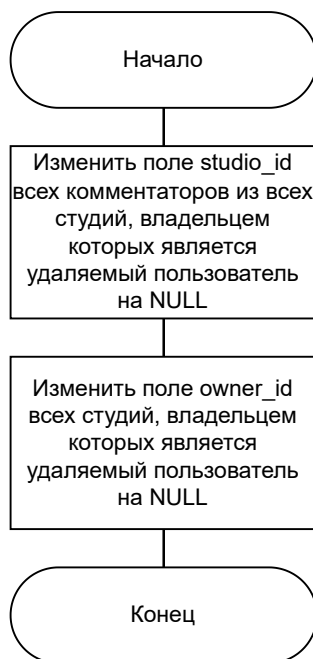 Начало
Изменить поле studio_id
всех комментаторов из всех
студий, владельцем
которых является
удаляемый пользователь
на NULL
Изменить поле owner_id
всех студий, владельцем
которых является
удаляемый пользователь
на NULL
Конец